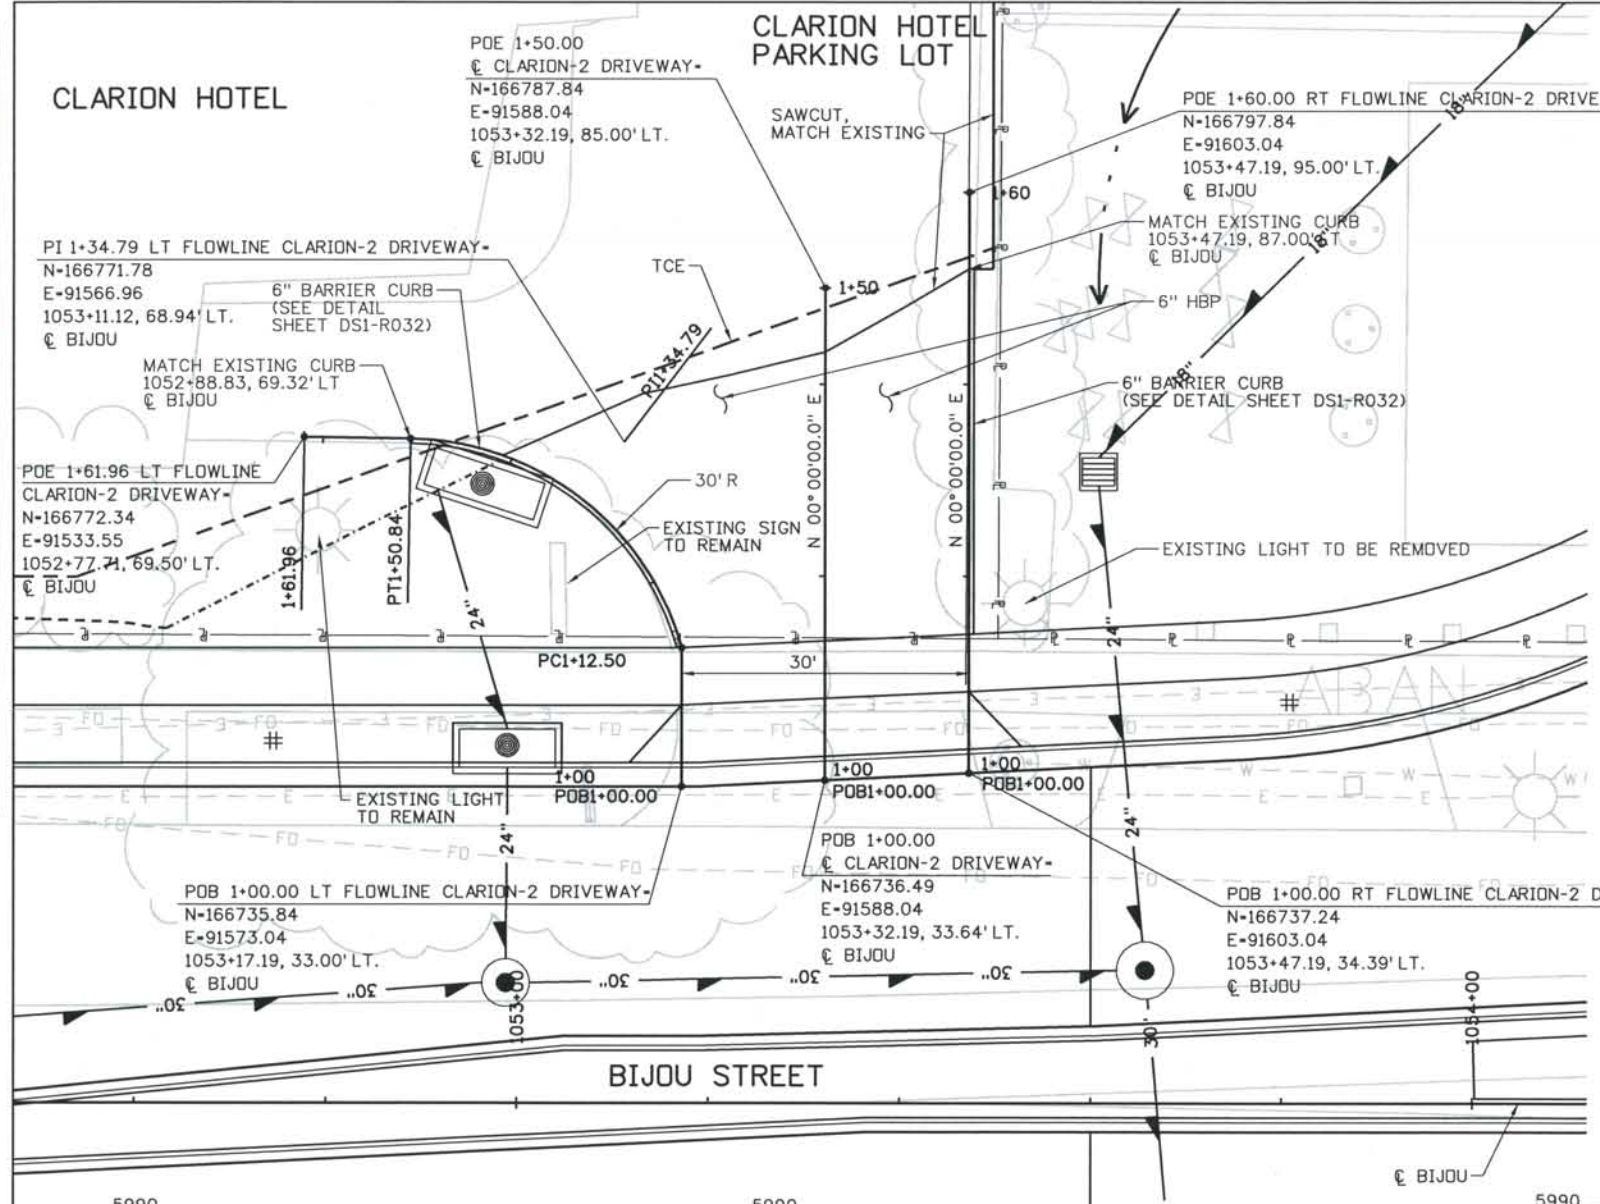 CLARION HOTEL
PARKING LOT
CLARION HOTEL
POE 1+50.00
℄ CLARION-2 DRIVEWAY=
N=166787.84
E=91588.04
1053+32.19, 85.00' LT.
℄ BIJOU
SAWCUT,
MATCH EXISTING
POE 1+60.00 RT FLOWLINE CLARION-2 DRIVE
N=166797.84
E=91603.04
1053+47.19, 95.00' LT.
℄ BIJOU
18"
18"
18"
1+60
MATCH EXISTING CURB
1053+47.19, 87.00' LT
℄ BIJOU
PI 1+34.79 LT FLOWLINE CLARION-2 DRIVEWAY=
N=166771.78
E=91566.96
1053+11.12, 68.94' LT.
℄ BIJOU
6" BARRIER CURB
(SEE DETAIL
SHEET DS1-R032)
TCE
1+50
6" HBP
PI1+34.79
MATCH EXISTING CURB
1052+88.83, 69.32' LT
℄ BIJOU
6" BARRIER CURB
(SEE DETAIL SHEET DS1-R032)
N 00°00'00.0" E
N 00°00'00.0" E
POE 1+61.96 LT FLOWLINE
CLARION-2 DRIVEWAY=
N=166772.34
E=91533.55
1052+77.71, 69.50' LT.
℄ BIJOU
30' R
EXISTING SIGN
TO REMAIN
EXISTING LIGHT TO BE REMOVED
1+61.96
PT1+50.84
24"
24"
PC1+12.50
30'
ABAN
1+00
POB1+00.00
1+00
POB1+00.00
1+00
POB1+00.00
EXISTING LIGHT
TO REMAIN
24"
24"
POB 1+00.00
℄ CLARION-2 DRIVEWAY=
N=166736.49
E=91588.04
1053+32.19, 33.64' LT.
℄ BIJOU
POB 1+00.00 LT FLOWLINE CLARION-2 DRIVEWAY=
N=166735.84
E=91573.04
1053+17.19, 33.00' LT.
℄ BIJOU
POB 1+00.00 RT FLOWLINE CLARION-2 D
N=166737.24
E=91603.04
1053+47.19, 34.39' LT.
℄ BIJOU
30"
30"
30"
30"
30"
1053+00
30'
1054+00
BIJOU STREET
℄ BIJOU
5990
5990
5990